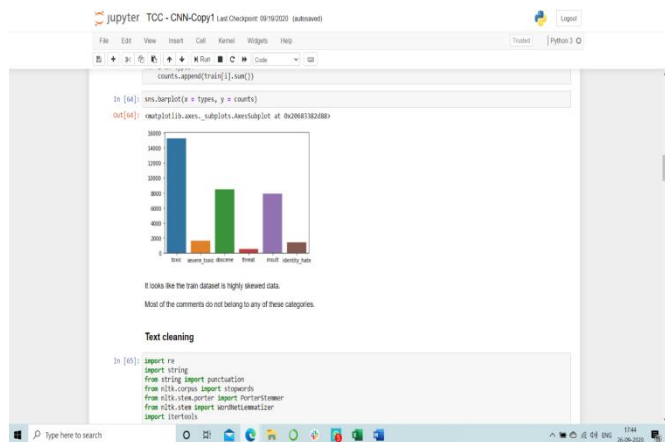 jupyter TCC - CNN-Copy1 Last Checkpoint: 09/19/2020 (autosaved)
Logout
File Edit View Insert Cell Kernel Widgets Help
Trusted Python 3
Run Code
counts.append(train[i].sum())
In [64]: sns.barplot(x = types, y = counts)
Out[64]: <matplotlib.axes._subplots.AxesSubplot at 0x20683382d88>
16000
14000
12000
10000
8000
6000
4000
2000
0
toxic severe_toxic obscene threat insult identity_hate
It looks like the train dataset is highly skewed data.
Most of the comments do not belong to any of these categories.
Text cleaning
In [65]: import re
import string
from string import punctuation
from nltk.corpus import stopwords
from nltk.stem.porter import PorterStemmer
from nltk.stem import WordNetLemmatizer
import itertools
Type here to search
ENG
17:44
26-09-2020